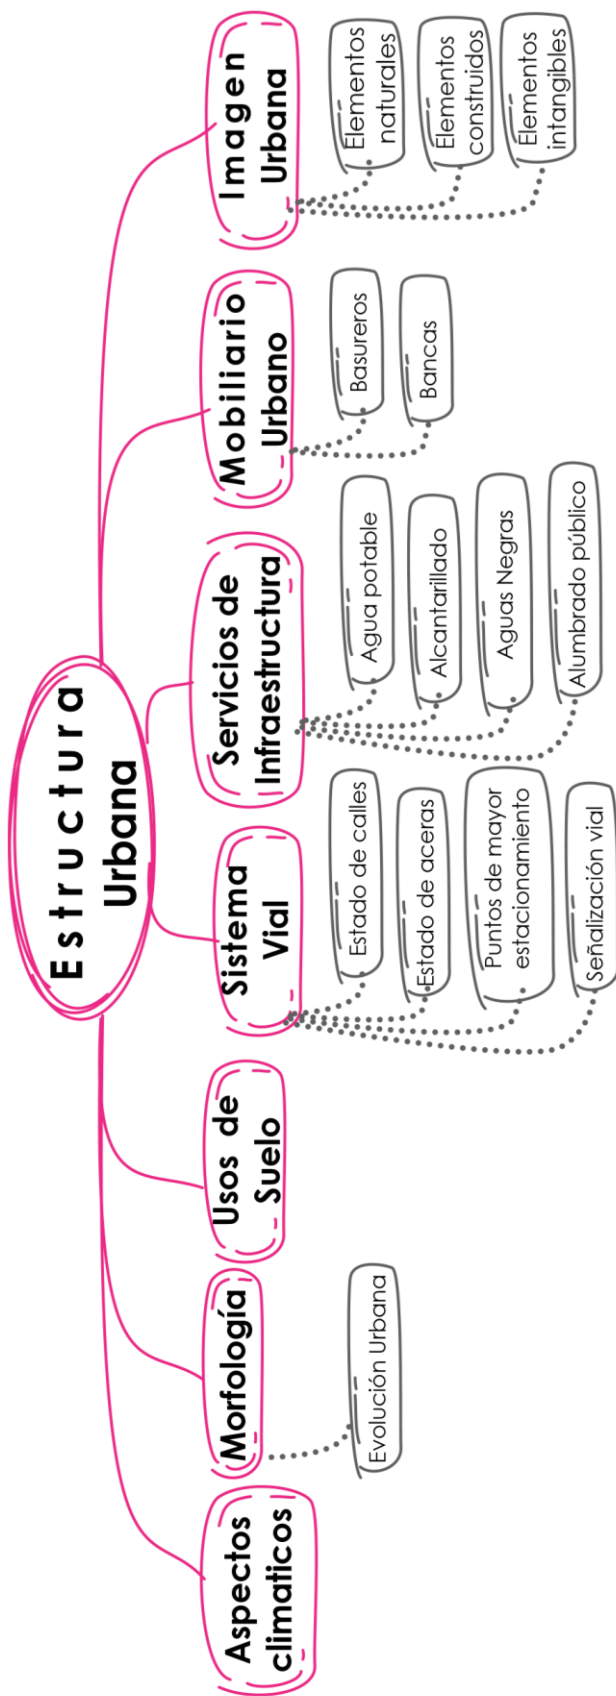 Estructura
Urbana
Aspectos
climaticos
Morfología
Evolución Urbana
Usos de
Suelo
Sistema
Vial
Estado de calles
Estado de aceras
Puntos de mayor
estacionamiento
Señalización vial
Servicios de
Infraestructura
Agua potable
Alcantarillado
Aguas Negras
Alumbrado público
Mobiliario
Urbano
Basureros
Bancas
Imagen
Urbana
Elementos
naturales
Elementos
construidos
Elementos
intangibles